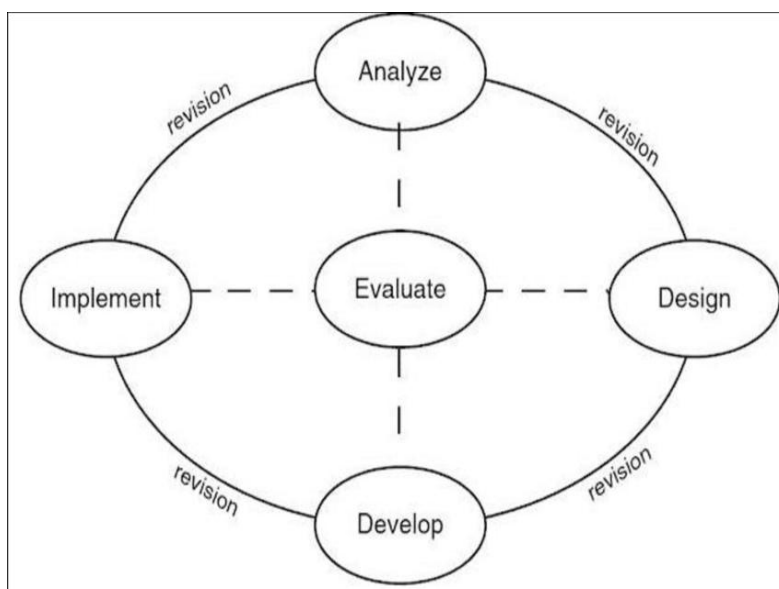 Analyze
revision
revision
Implement
Evaluate
Design
revision
revision
Develop